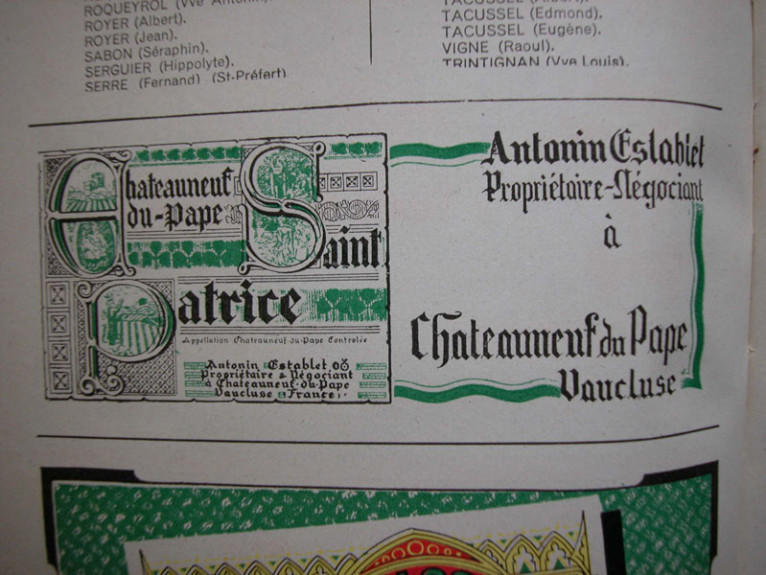 ROQUEYROL (Vve Antonin).
ROYER (Albert).
ROYER (Jean).
SABON (Séraphin).
SERGUIER (Hippolyte).
SERRE (Fernand) (St-Préfert)
TACUSSEL (Edmond).
TACUSSEL (Eugène).
VIGNE (Raoul).
TRINTIGNAN (Vve Louis).
Chateauneuf
du-Pape
Saint
Patrice
Appellation Chateauneuf-du-Pape Controlée
Antonin Establet
Propriétaire & Négociant
à Chateauneuf-du-Pape
Vaucluse France
Antonin Establet
Propriétaire-Négociant
à
Chateauneuf du Pape
Vaucluse